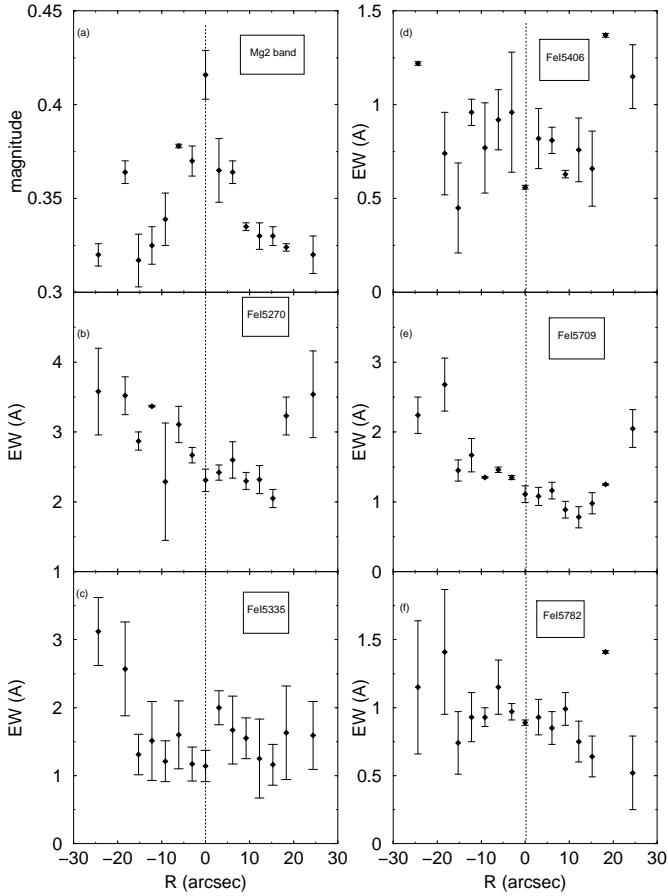 (a)
Mg2 band
0.45
0.4
0.35
0.3
magnitude
(b)
FeI5270
4
3
2
1
EW (A)
(c)
FeI5335
3
2
1
0
EW (A)
−30 −20 −10 0 10 20 30
R (arcsec)
(d)
FeI5406
1.5
1
0.5
0
EW (A)
(e)
FeI5709
3
2
1
0
EW (A)
(f)
FeI5782
1.5
1
0.5
0
EW (A)
−30 −20 −10 0 10 20 30
R (arcsec)